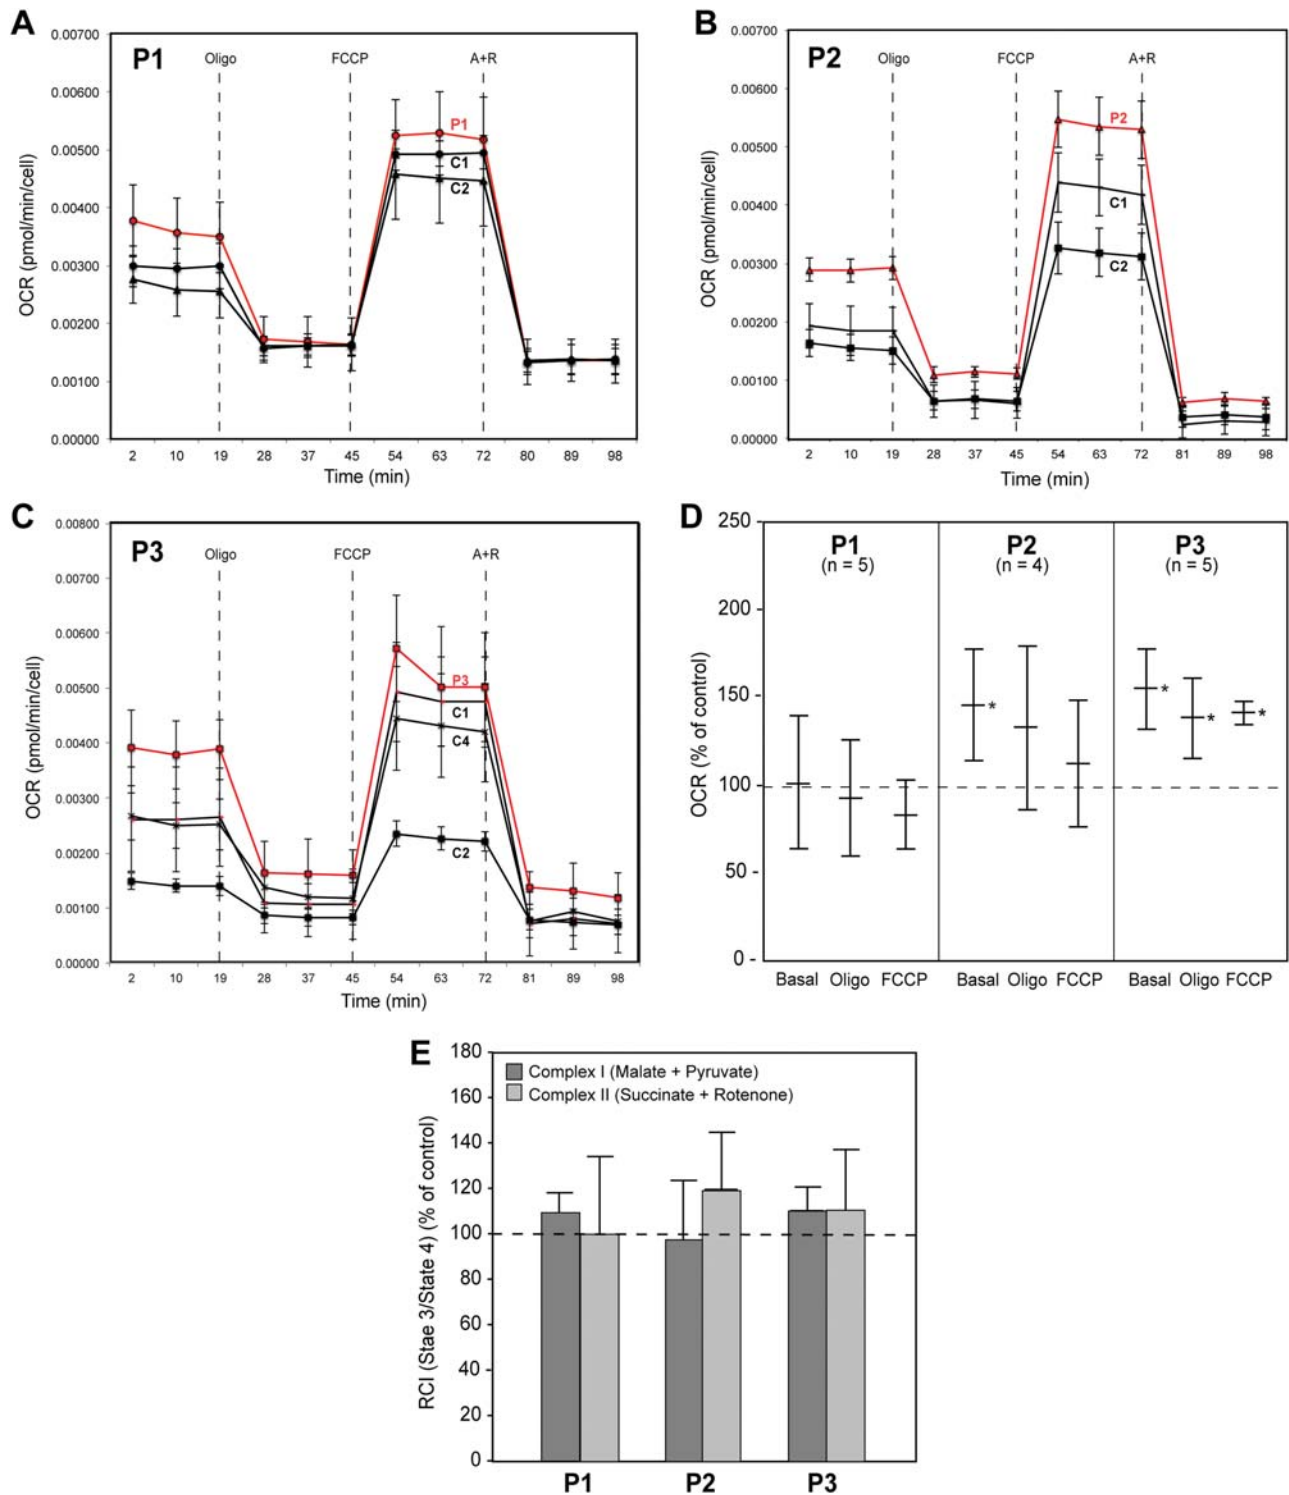 A
P1
Oligo
FCCP
A+R
0.00700
0.00600
0.00500
0.00400
0.00300
0.00200
0.00100
0.00000
OCR (pmol/min/cell)
P1
C1
C2
2 10 19 28 37 45 54 63 72 80 89 98
Time (min)
B
P2
Oligo
FCCP
A+R
0.00700
0.00600
0.00500
0.00400
0.00300
0.00200
0.00100
0.00000
OCR (pmol/min/cell)
P2
C1
C2
2 10 19 28 37 45 54 63 72 81 89 98
Time (min)
C
P3
Oligo
FCCP
A+R
0.00800
0.00700
0.00600
0.00500
0.00400
0.00300
0.00200
0.00100
0.00000
OCR (pmol/min/cell)
P3
C1
C4
C2
2 10 19 28 37 45 54 63 72 81 89 98
Time (min)
D
250
200
150
100
50
0
OCR (% of control)
P1
(n = 5)
P2
(n = 4)
P3
(n = 5)
*
*
*
*
Basal Oligo FCCP Basal Oligo FCCP Basal Oligo FCCP
E
180
160
140
120
100
80
60
40
20
0
RCI (Stae 3/State 4) (% of control)
Complex I (Malate + Pyruvate)
Complex II (Succinate + Rotenone)
P1 P2 P3